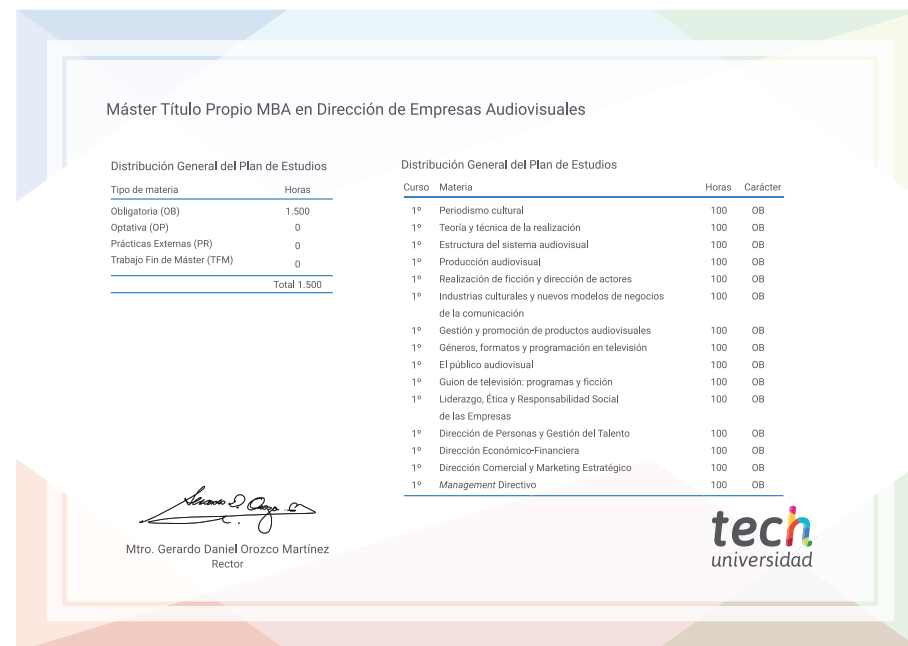 Máster Título Propio MBA en Dirección de Empresas Audiovisuales
Distribución General del Plan de Estudios
Tipo de materia Horas
Obligatoria (OB) 1.500
Optativa (OP) 0
Prácticas Externas (PR) 0
Trabajo Fin de Máster (TFM) 0
Total 1.500
Distribución General del Plan de Estudios
Curso Materia Horas Carácter
1º Periodismo cultural 100 OB
1º Teoría y técnica de la realización 100 OB
1º Estructura del sistema audiovisual 100 OB
1º Producción audiovisual 100 OB
1º Realización de ficción y dirección de actores 100 OB
1º Industrias culturales y nuevos modelos de negocios 100 OB
de la comunicación
1º Gestión y promoción de productos audiovisuales 100 OB
1º Géneros, formatos y programación en televisión 100 OB
1º El público audiovisual 100 OB
1º Guion de televisión: programas y ficción 100 OB
1º Liderazgo, Ética y Responsabilidad Social 100 OB
de las Empresas
1º Dirección de Personas y Gestión del Talento 100 OB
1º Dirección Económico-Financiera 100 OB
1º Dirección Comercial y Marketing Estratégico 100 OB
1º Management Directivo 100 OB
Mtro. Gerardo Daniel Orozco Martínez
Rector
tech
universidad